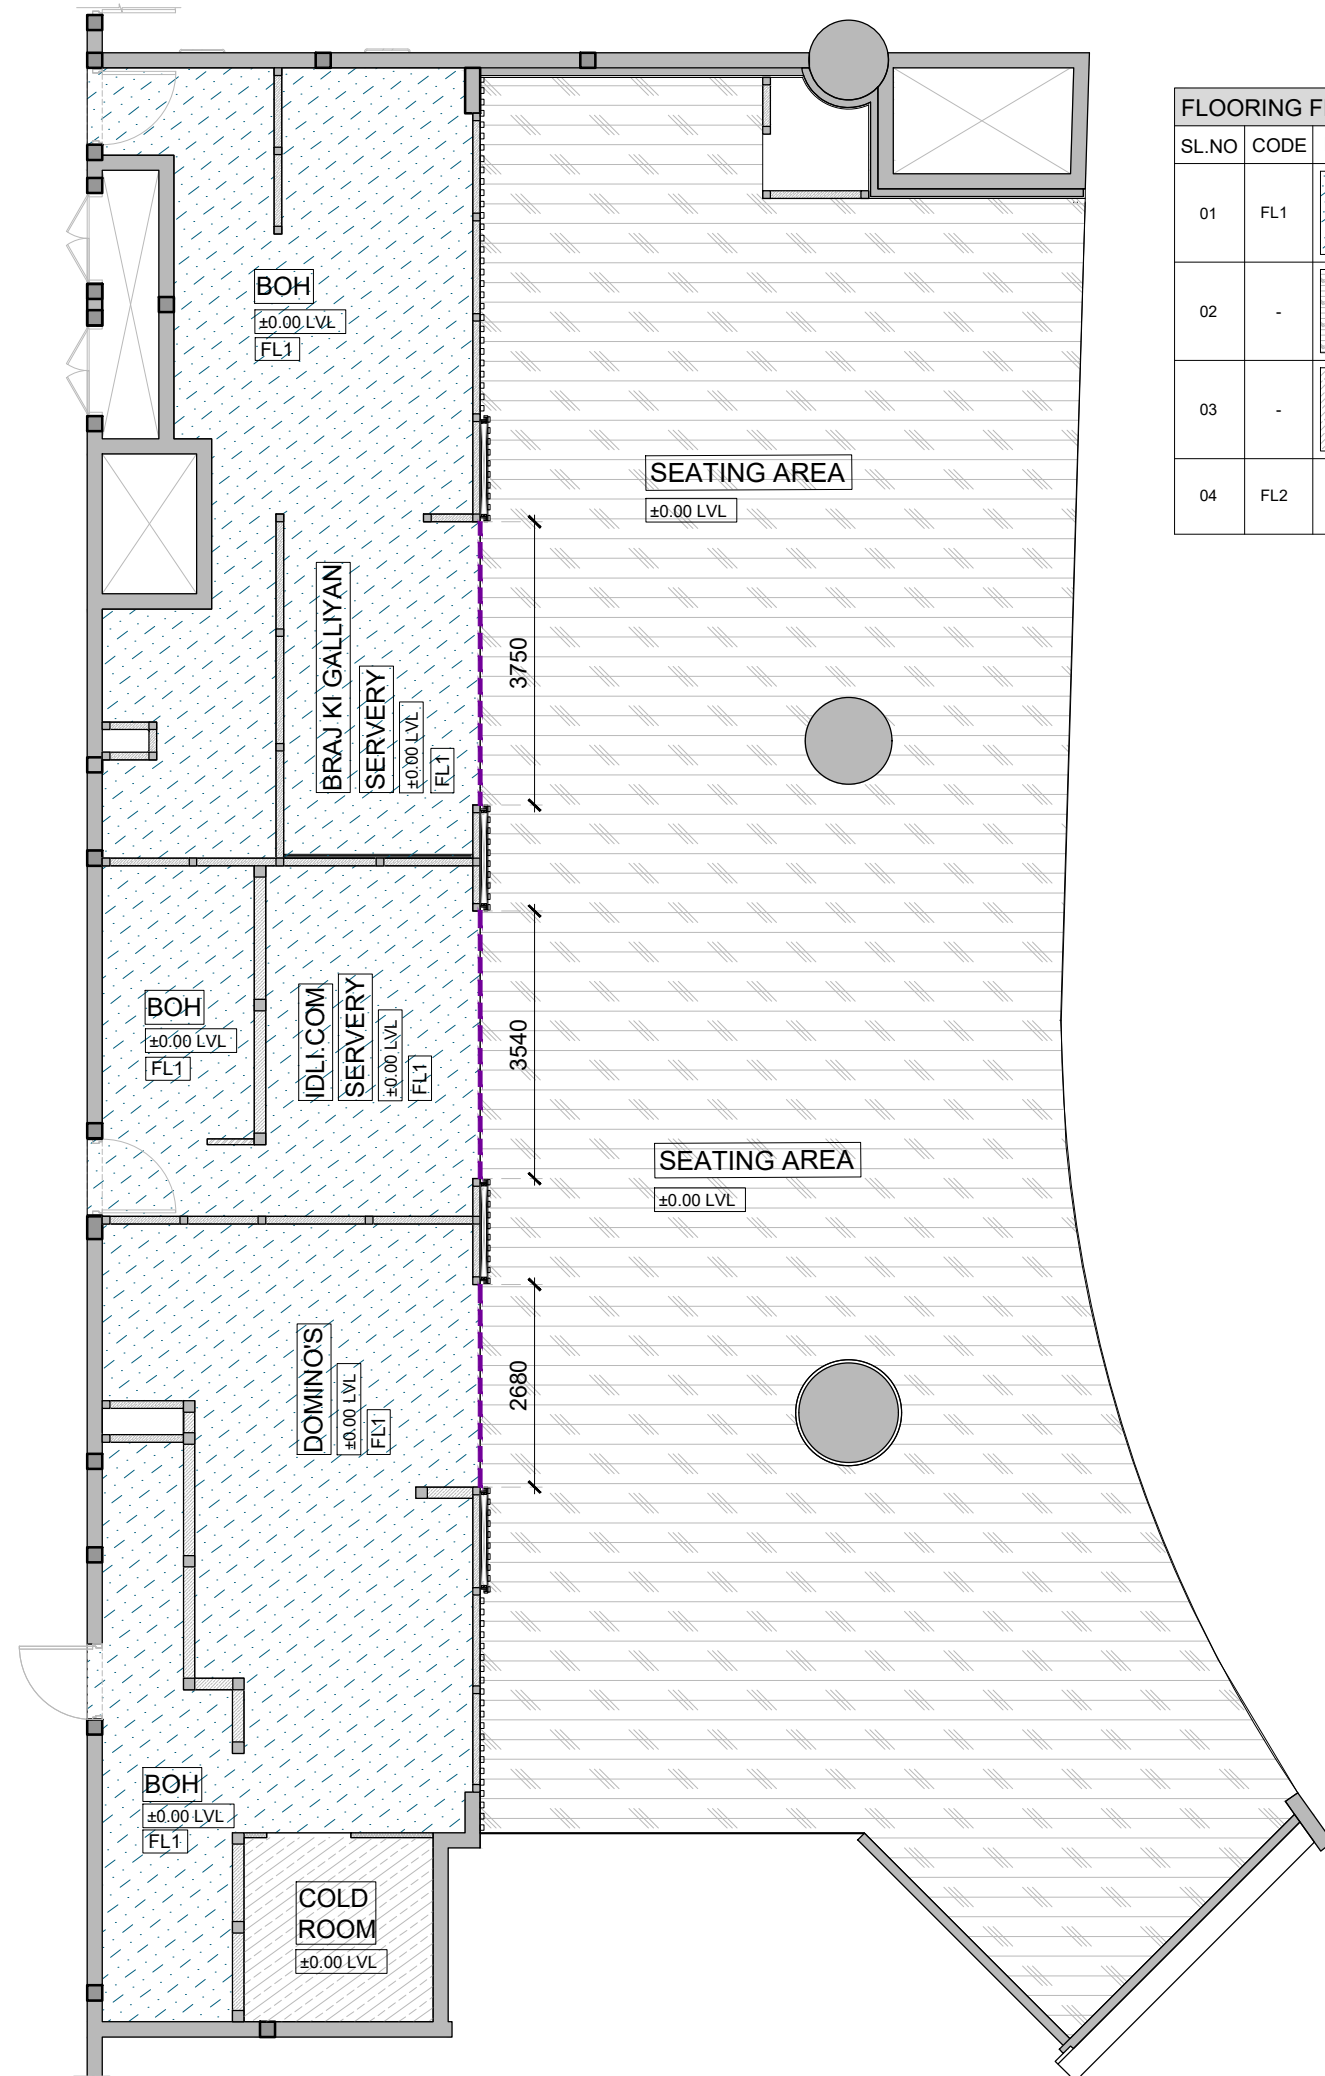 FLOORING F
SL.NO CODE
01 FL1
02 -
03 -
04 FL2
BOH
±0.00 LVL
FL1
SEATING AREA
±0.00 LVL
BRAJ KI GALLIYAN
SERVERY
±0.00 LVL
FL1
3750
BOH
±0.00 LVL
FL1
IDLI.COM
SERVERY
±0.00 LVL
FL1
3540
SEATING AREA
±0.00 LVL
DOMINO'S
±0.00 LVL
FL1
2680
BOH
±0.00 LVL
FL1
COLD
ROOM
±0.00 LVL